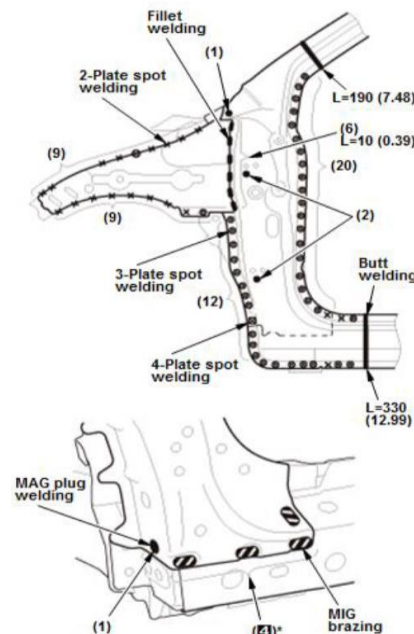 Fillet
welding
(1)
2-Plate spot
welding
L=190 (7.48)
(6)
L=10 (0.39)
(9)
(20)
(9)
(2)
3-Plate spot
welding
(12)
Butt
welding
4-Plate spot
welding
L=330
(12.99)
MAG plug
welding
(1)
(4)*
MIG
brazing